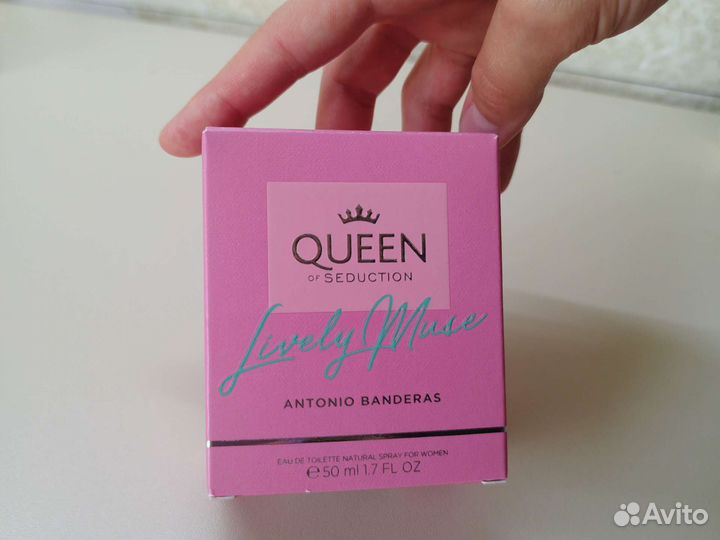 QUEEN
OF SEDUCTION
Lively Muse
ANTONIO BANDERAS
EAU DE TOILETTE NATURAL SPRAY FOR WOMEN
℮50 ml 1.7 FL OZ
Avito